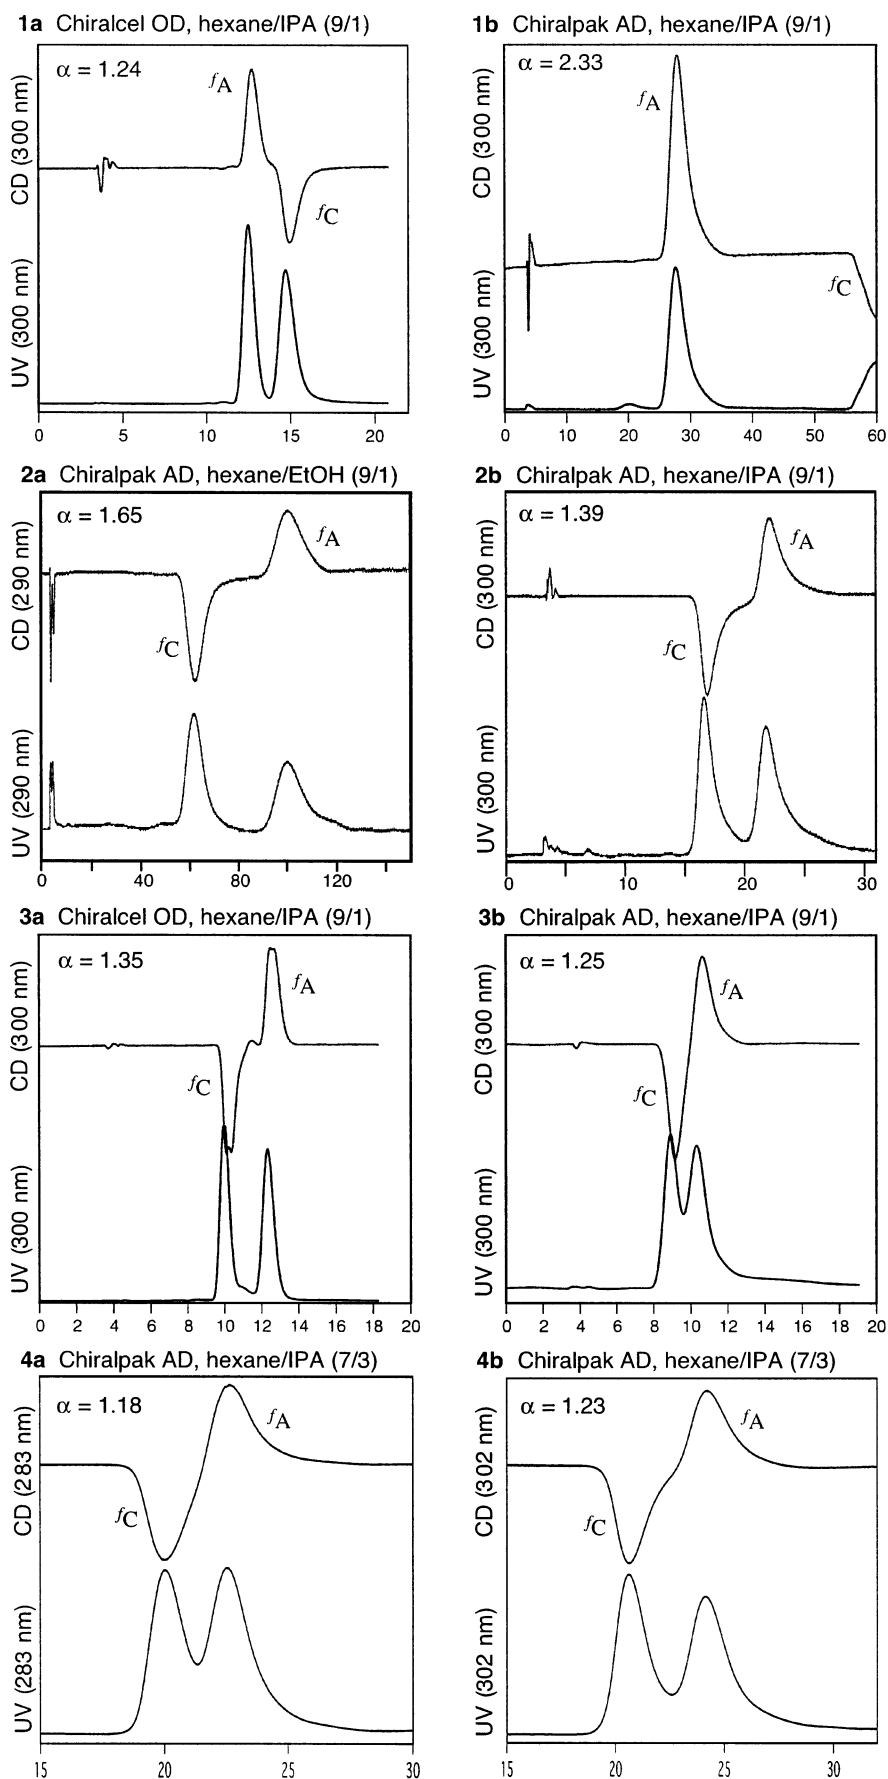 1a Chiralcel OD, hexane/IPA (9/1)
α = 1.24
fA
fC
CD (300 nm)
UV (300 nm)
0 5 10 15 20
1b Chiralpak AD, hexane/IPA (9/1)
α = 2.33
fA
fC
CD (300 nm)
UV (300 nm)
0 10 20 30 40 50 60
2a Chiralpak AD, hexane/EtOH (9/1)
α = 1.65
fA
fC
CD (290 nm)
UV (290 nm)
0 40 80 120
2b Chiralpak AD, hexane/IPA (9/1)
α = 1.39
fA
fC
CD (300 nm)
UV (300 nm)
0 10 20 30
3a Chiralcel OD, hexane/IPA (9/1)
α = 1.35
fA
fC
CD (300 nm)
UV (300 nm)
0 2 4 6 8 10 12 14 16 18 20
3b Chiralpak AD, hexane/IPA (9/1)
α = 1.25
fA
fC
CD (300 nm)
UV (300 nm)
0 2 4 6 8 10 12 14 16 18 20
4a Chiralpak AD, hexane/IPA (7/3)
α = 1.18
fA
fC
CD (283 nm)
UV (283 nm)
15 20 25 30
4b Chiralpak AD, hexane/IPA (7/3)
α = 1.23
fA
fC
CD (302 nm)
UV (302 nm)
15 20 25 30